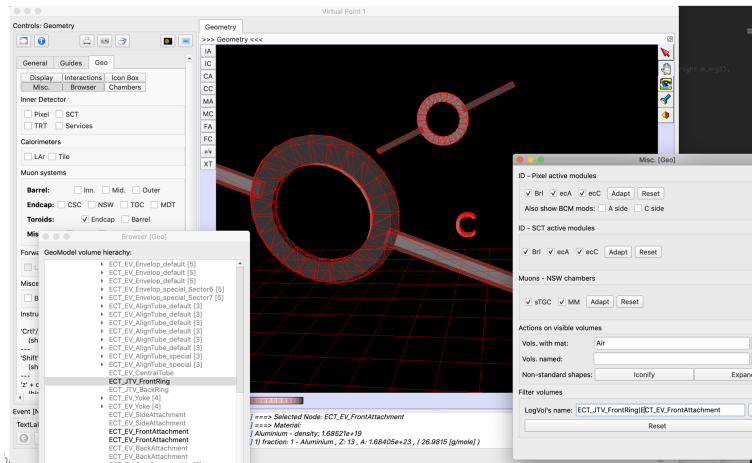 Virtual Point 1
Controls: Geometry
General
Guides
Geo
Display
Interactions
Icon Box
Misc.
Browser
Chambers
Inner Detector
Pixel
SCT
TRT
Services
Calorimeters
LAr
Tile
Muon systems
Barrel:
Inn.
Mid.
Outer
Endcap:
CSC
NSW
TGC
MDT
Toroids:
Endcap
Barrel
Geometry
>>> Geometry <<<
IA
IC
CA
CC
MA
MC
FA
FC
XT
Browser [Geo]
GeoModel volume hierachy:
ECT_EV_Envelop_default [5]
ECT_EV_Envelop_default [5]
ECT_EV_Envelop_default [5]
ECT_EV_Envelop_special_Sector6 [5]
ECT_EV_Envelop_special_Sector7 [5]
ECT_EV_AlignTube_default [3]
ECT_EV_AlignTube_default [3]
ECT_EV_AlignTube_default [3]
ECT_EV_AlignTube_default [3]
ECT_EV_AlignTube_default [3]
ECT_EV_AlignTube_default [3]
ECT_EV_AlignTube_special [3]
ECT_EV_AlignTube_special [3]
ECT_EV_CentralTube
ECT_JTV_FrontRing
ECT_JTV_BackRing
ECT_EV_Yoke [4]
ECT_EV_Yoke [4]
ECT_EV_SideAttachment
ECT_EV_SideAttachment
ECT_EV_FrontAttachment
ECT_EV_FrontAttachment
ECT_EV_BackAttachment
ECT_EV_BackAttachment
] ===> Selected Node: ECT_EV_FrontAttachment
] ===> Material:
] Aluminium - density: 1.68521e+19
] 1) fraction: 1 - Aluminium , Z: 13 , A: 1.68405e+23 , ( 26.9815 [g/mole] )
Misc. [Geo]
ID - Pixel active modules
Brl
ecA
ecC
Adapt
Reset
Also show BCM mods:
A side
C side
ID - SCT active modules
Brl
ecA
ecC
Adapt
Reset
Muons - NSW chambers
sTGC
MM
Adapt
Reset
Actions on visible volumes
Vols. with mat:
Air
Vols. named:
Non-standard shapes:
Iconify
Expan
Filter volumes
LogVol's name:
ECT_JTV_FrontRing|ECT_EV_FrontAttachment
Reset